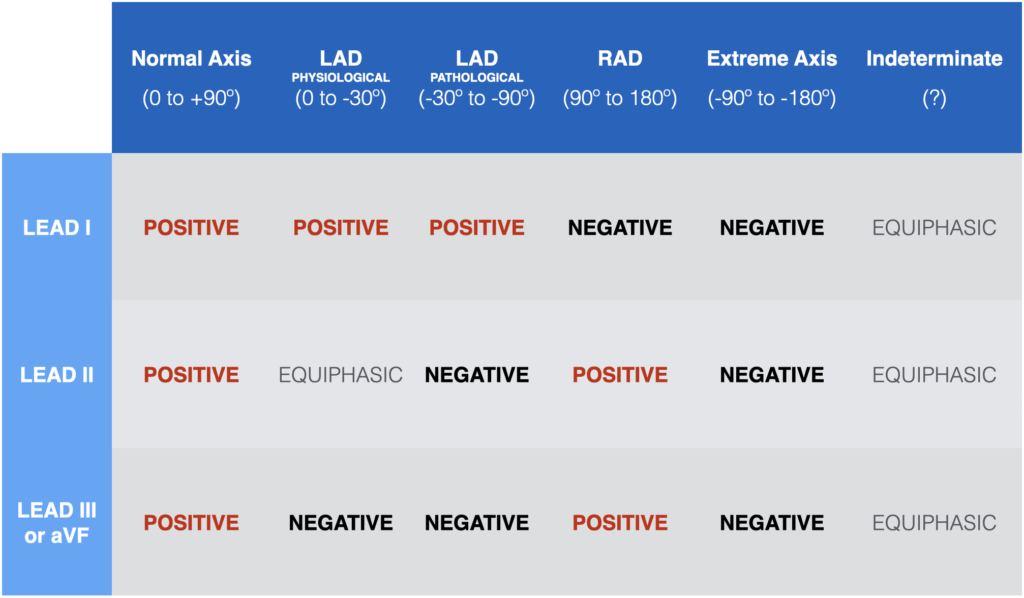 Normal Axis LAD LAD RAD Extreme Axis Indeterminate
PHYSIOLOGICAL PATHOLOGICAL
(0 to +90º) (0 to -30º) (-30º to -90º) (90º to 180º) (-90º to -180º) (?)
LEAD I POSITIVE POSITIVE POSITIVE NEGATIVE NEGATIVE EQUIPHASIC
LEAD II POSITIVE EQUIPHASIC NEGATIVE POSITIVE NEGATIVE EQUIPHASIC
LEAD III
or aVF POSITIVE NEGATIVE NEGATIVE POSITIVE NEGATIVE EQUIPHASIC